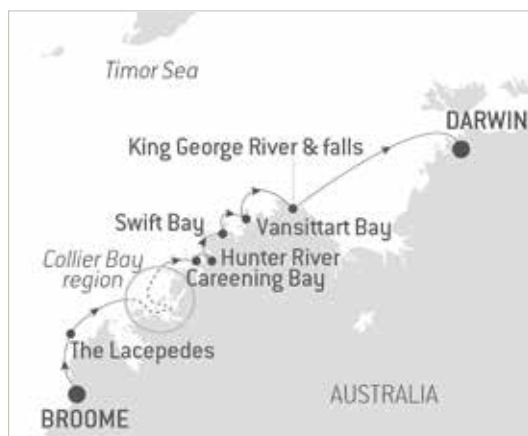 Timor Sea
DARWIN
King George River & falls
Swift Bay
Vansittart Bay
Collier Bay
region
Hunter River
Careening Bay
The Lacepedes
AUSTRALIA
BROOME